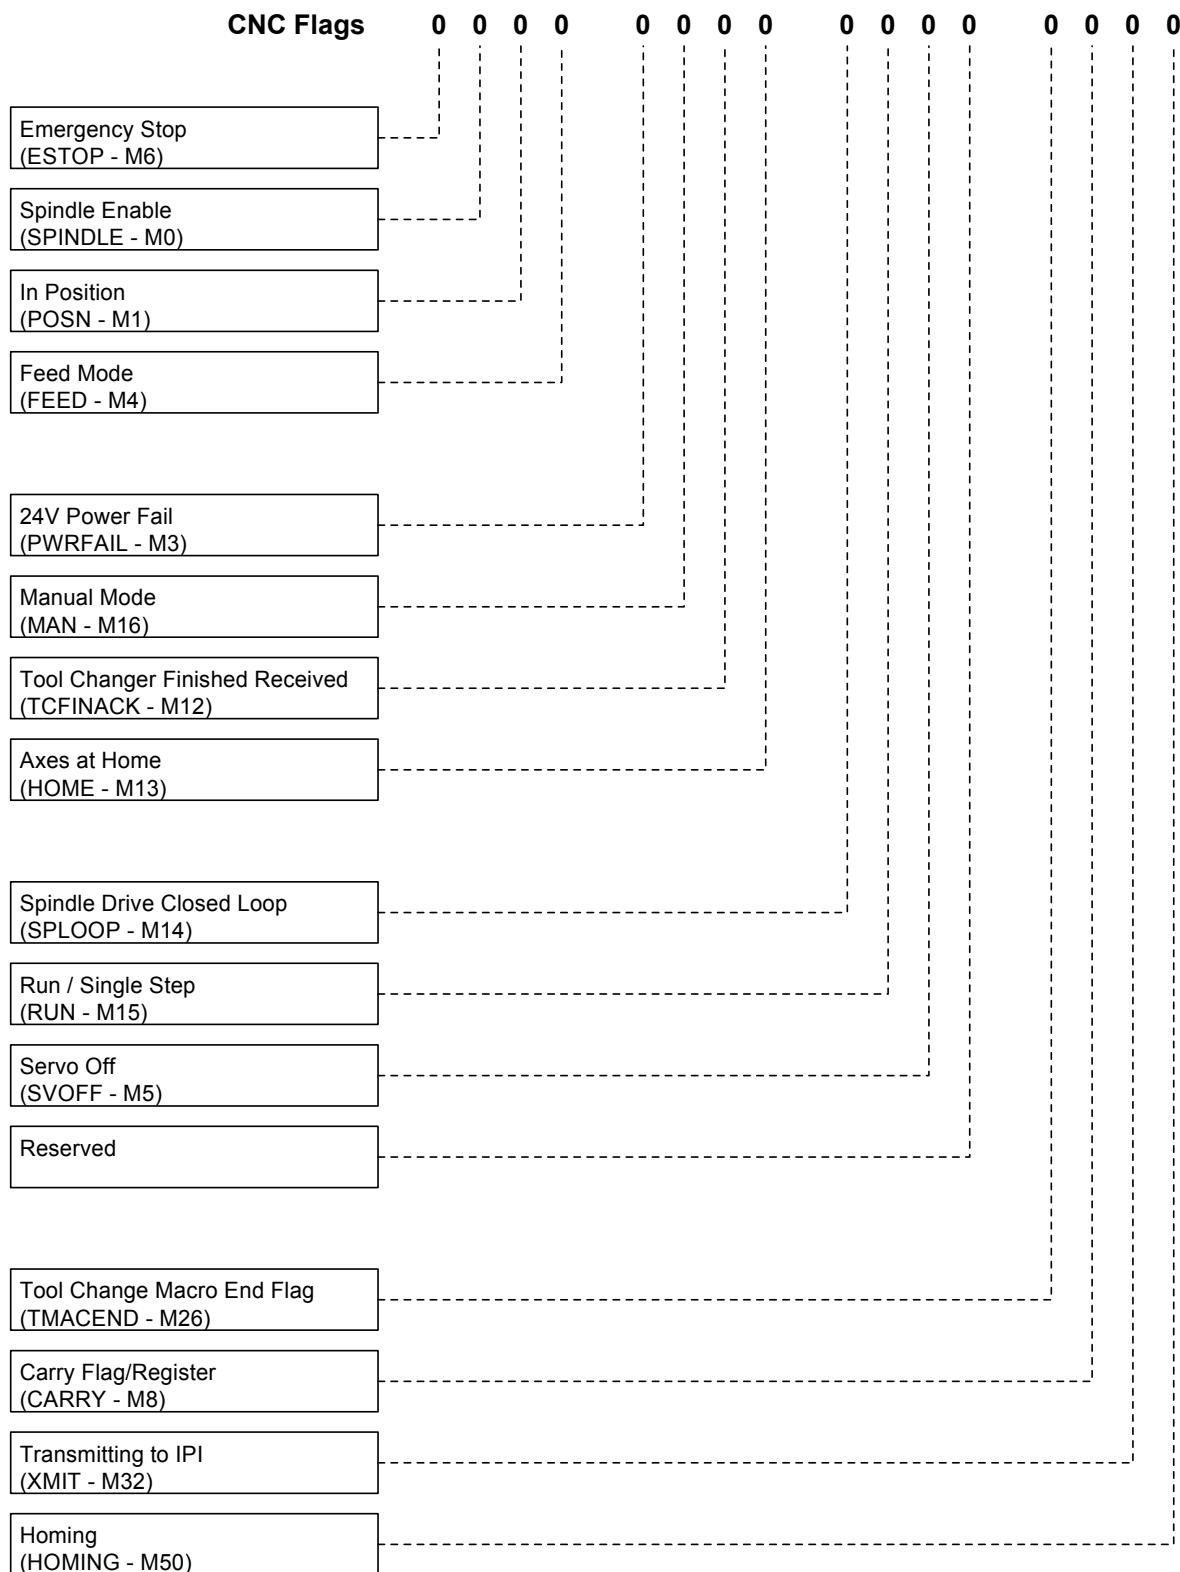 CNC Flags 0 0 0 0 0 0 0 0 0 0 0 0 0 0 0 0
Emergency Stop
(ESTOP - M6)
Spindle Enable
(SPINDLE - M0)
In Position
(POSN - M1)
Feed Mode
(FEED - M4)
24V Power Fail
(PWRFAIL - M3)
Manual Mode
(MAN - M16)
Tool Changer Finished Received
(TCFINACK - M12)
Axes at Home
(HOME - M13)
Spindle Drive Closed Loop
(SPLOOP - M14)
Run / Single Step
(RUN - M15)
Servo Off
(SVOFF - M5)
Reserved
Tool Change Macro End Flag
(TMACEND - M26)
Carry Flag/Register
(CARRY - M8)
Transmitting to IPI
(XMIT - M32)
Homing
(HOMING - M50)